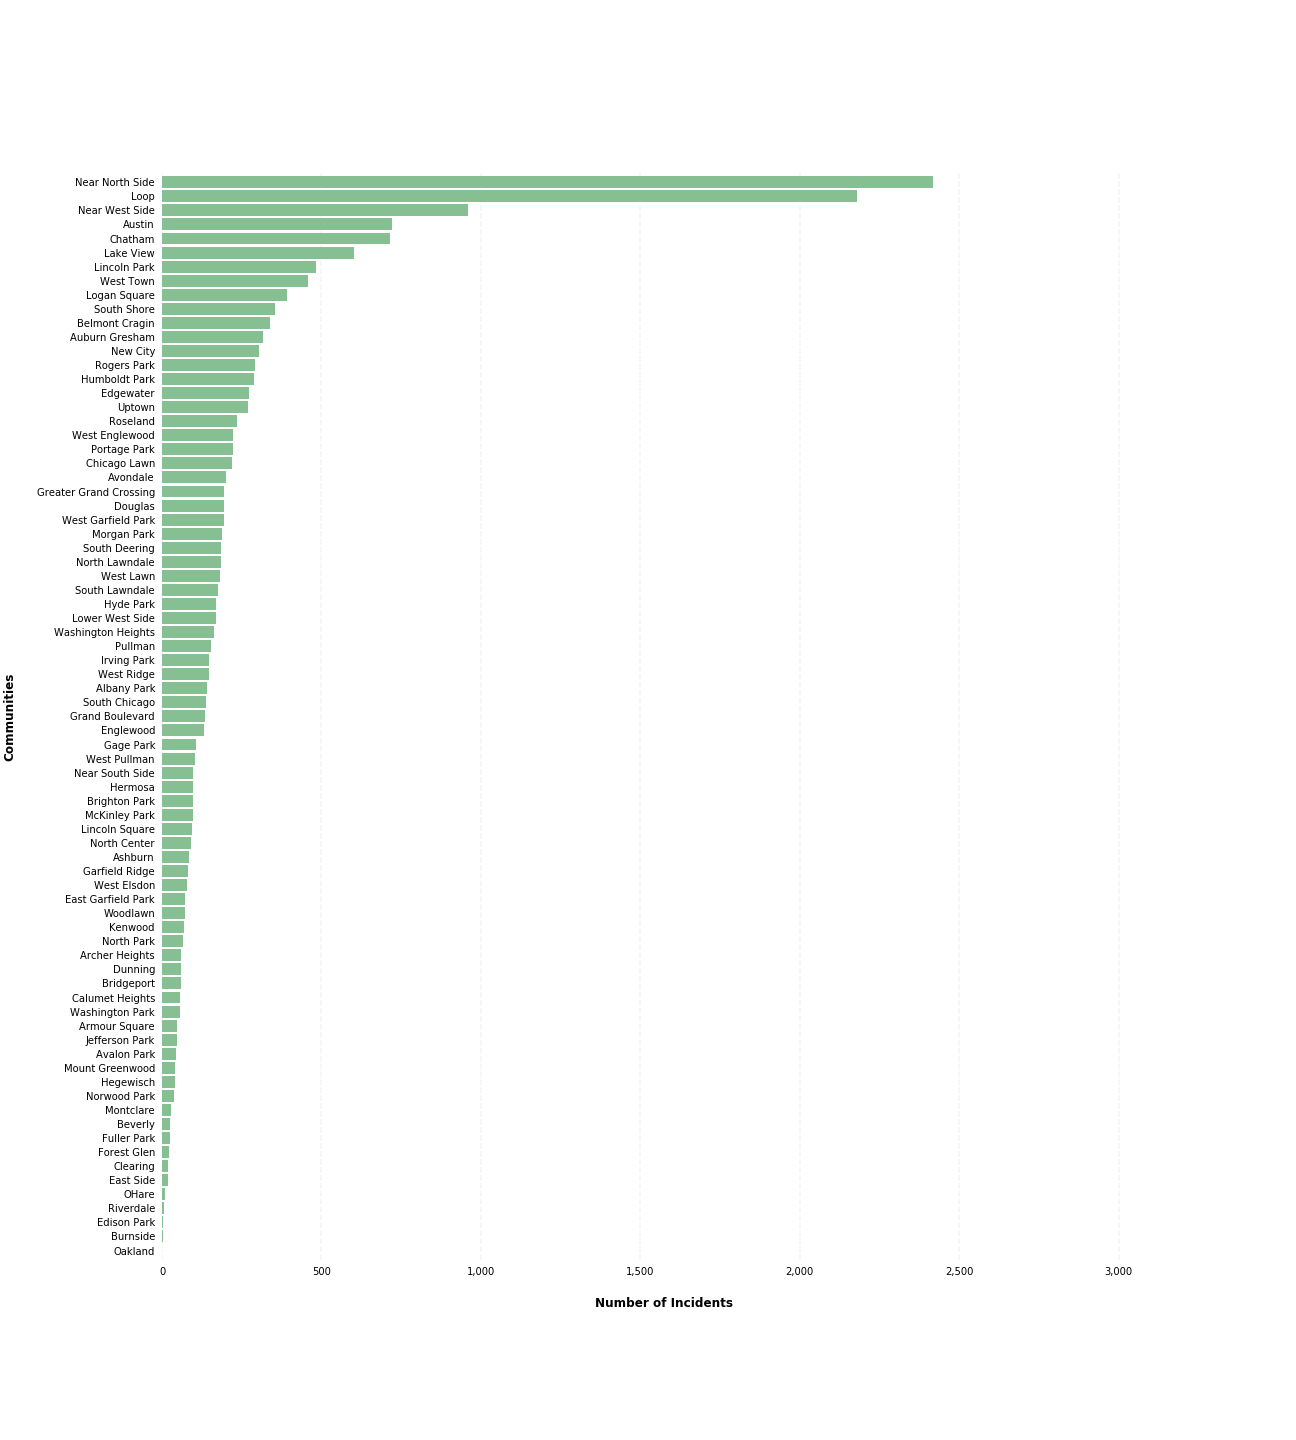 Near North Side
Loop
Near West Side
Austin
Chatham
Lake View
Lincoln Park
West Town
Logan Square
South Shore
Belmont Cragin
Auburn Gresham
New City
Rogers Park
Humboldt Park
Edgewater
Uptown
Roseland
West Englewood
Portage Park
Chicago Lawn
Avondale
Greater Grand Crossing
Douglas
West Garfield Park
Morgan Park
South Deering
North Lawndale
West Lawn
South Lawndale
Hyde Park
Lower West Side
Washington Heights
Pullman
Irving Park
West Ridge
Albany Park
South Chicago
Grand Boulevard
Englewood
Gage Park
West Pullman
Near South Side
Hermosa
Brighton Park
McKinley Park
Lincoln Square
North Center
Ashburn
Garfield Ridge
West Elsdon
East Garfield Park
Woodlawn
Kenwood
North Park
Archer Heights
Dunning
Bridgeport
Calumet Heights
Washington Park
Armour Square
Jefferson Park
Avalon Park
Mount Greenwood
Hegewisch
Norwood Park
Montclare
Beverly
Fuller Park
Forest Glen
Clearing
East Side
OHare
Riverdale
Edison Park
Burnside
Oakland
Communities
0 500 1,000 1,500 2,000 2,500 3,000
Number of Incidents